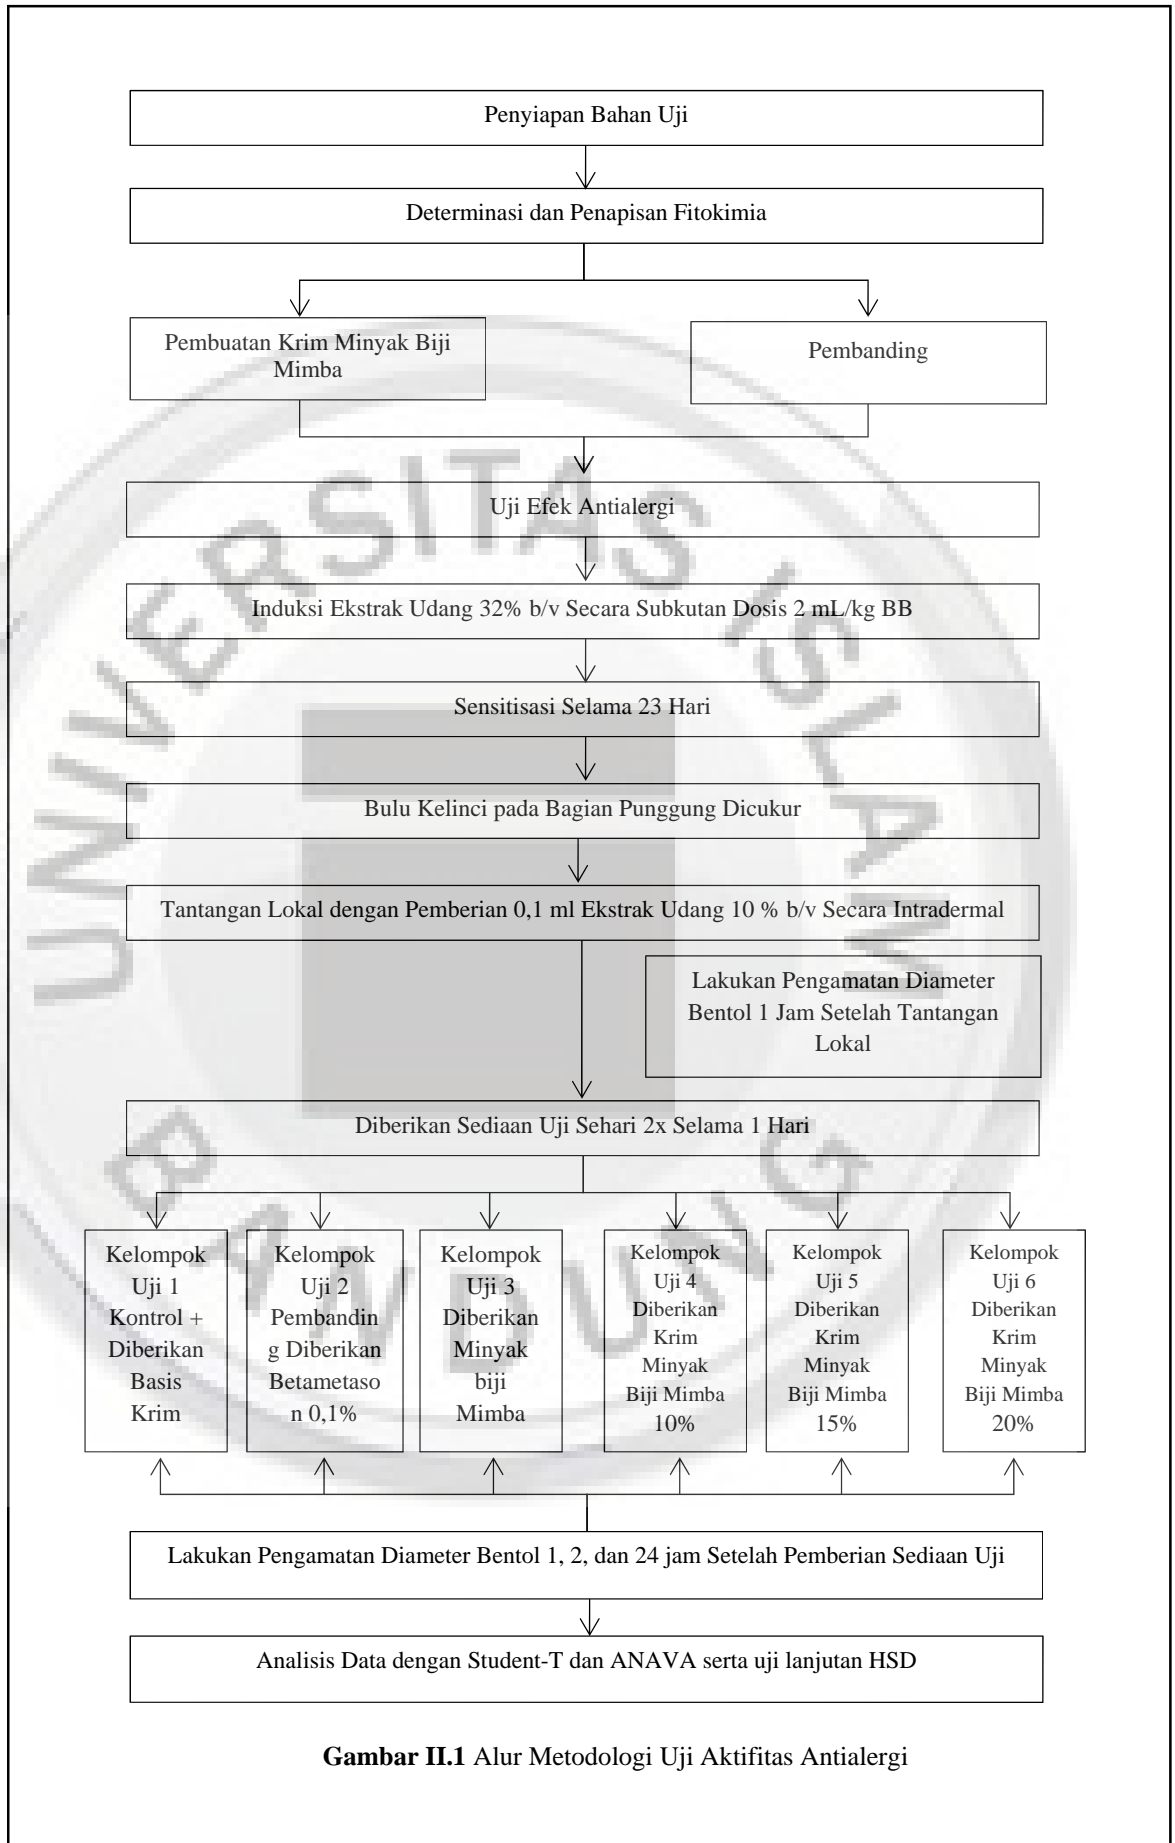 Penyiapan Bahan Uji
Determinasi dan Penapisan Fitokimia
Pembuatan Krim Minyak Biji
Mimba
Pembanding
Uji Efek Antialergi
Induksi Ekstrak Udang 32% b/v Secara Subkutan Dosis 2 mL/kg BB
Sensitisasi Selama 23 Hari
Bulu Kelinci pada Bagian Punggung Dicukur
Tantangan Lokal dengan Pemberian 0,1 ml Ekstrak Udang 10 % b/v Secara Intradermal
Lakukan Pengamatan Diameter
Bentol 1 Jam Setelah Tantangan
Lokal
Diberikan Sediaan Uji Sehari 2x Selama 1 Hari
Kelompok
Uji 1
Kontrol +
Diberikan
Basis
Krim
Kelompok
Uji 2
Pembandin
g Diberikan
Betametaso
n 0,1%
Kelompok
Uji 3
Diberikan
Minyak
biji
Mimba
Kelompok
Uji 4
Diberikan
Krim
Minyak
Biji Mimba
10%
Kelompok
Uji 5
Diberikan
Krim
Minyak
Biji Mimba
15%
Kelompok
Uji 6
Diberikan
Krim
Minyak
Biji Mimba
20%
Lakukan Pengamatan Diameter Bentol 1, 2, dan 24 jam Setelah Pemberian Sediaan Uji
Analisis Data dengan Student-T dan ANAVA serta uji lanjutan HSD
Gambar II.1 Alur Metodologi Uji Aktifitas Antialergi
UNIVERSITAS ISLAM
BANDUNG